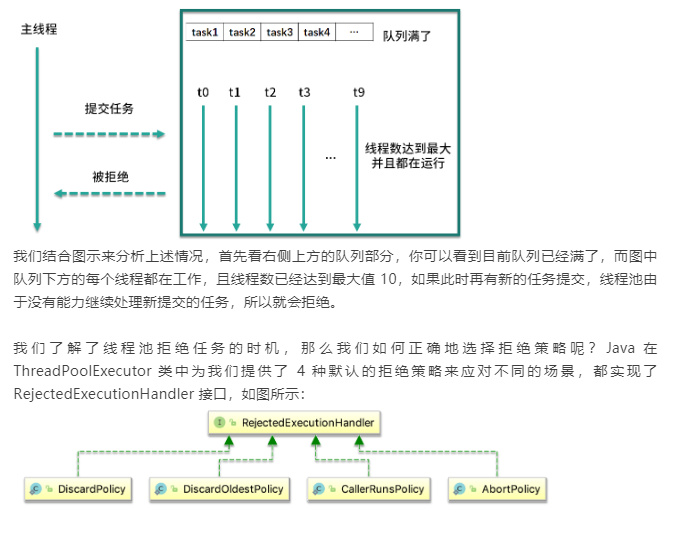 主线程
task1 task2 task3 task4 ...
队列满了
t0 t1 t2 t3 t9
提交任务
...
线程数达到最大
并且都在运行
被拒绝
我们结合图示来分析上述情况，首先看右侧上方的队列部分，你可以看到目前队列已经满了，而图中
队列下方的每个线程都在工作，且线程数已经达到最大值 10，如果此时再有新的任务提交，线程池由
于没有能力继续处理新提交的任务，所以就会拒绝。
我们了解了线程池拒绝任务的时机，那么我们如何正确地选择拒绝策略呢？Java 在
ThreadPoolExecutor 类中为我们提供了 4 种默认的拒绝策略来应对不同的场景，都实现了
RejectedExecutionHandler 接口，如图所示：
I RejectedExecutionHandler
C DiscardPolicy C DiscardOldestPolicy C CallerRunsPolicy C AbortPolicy